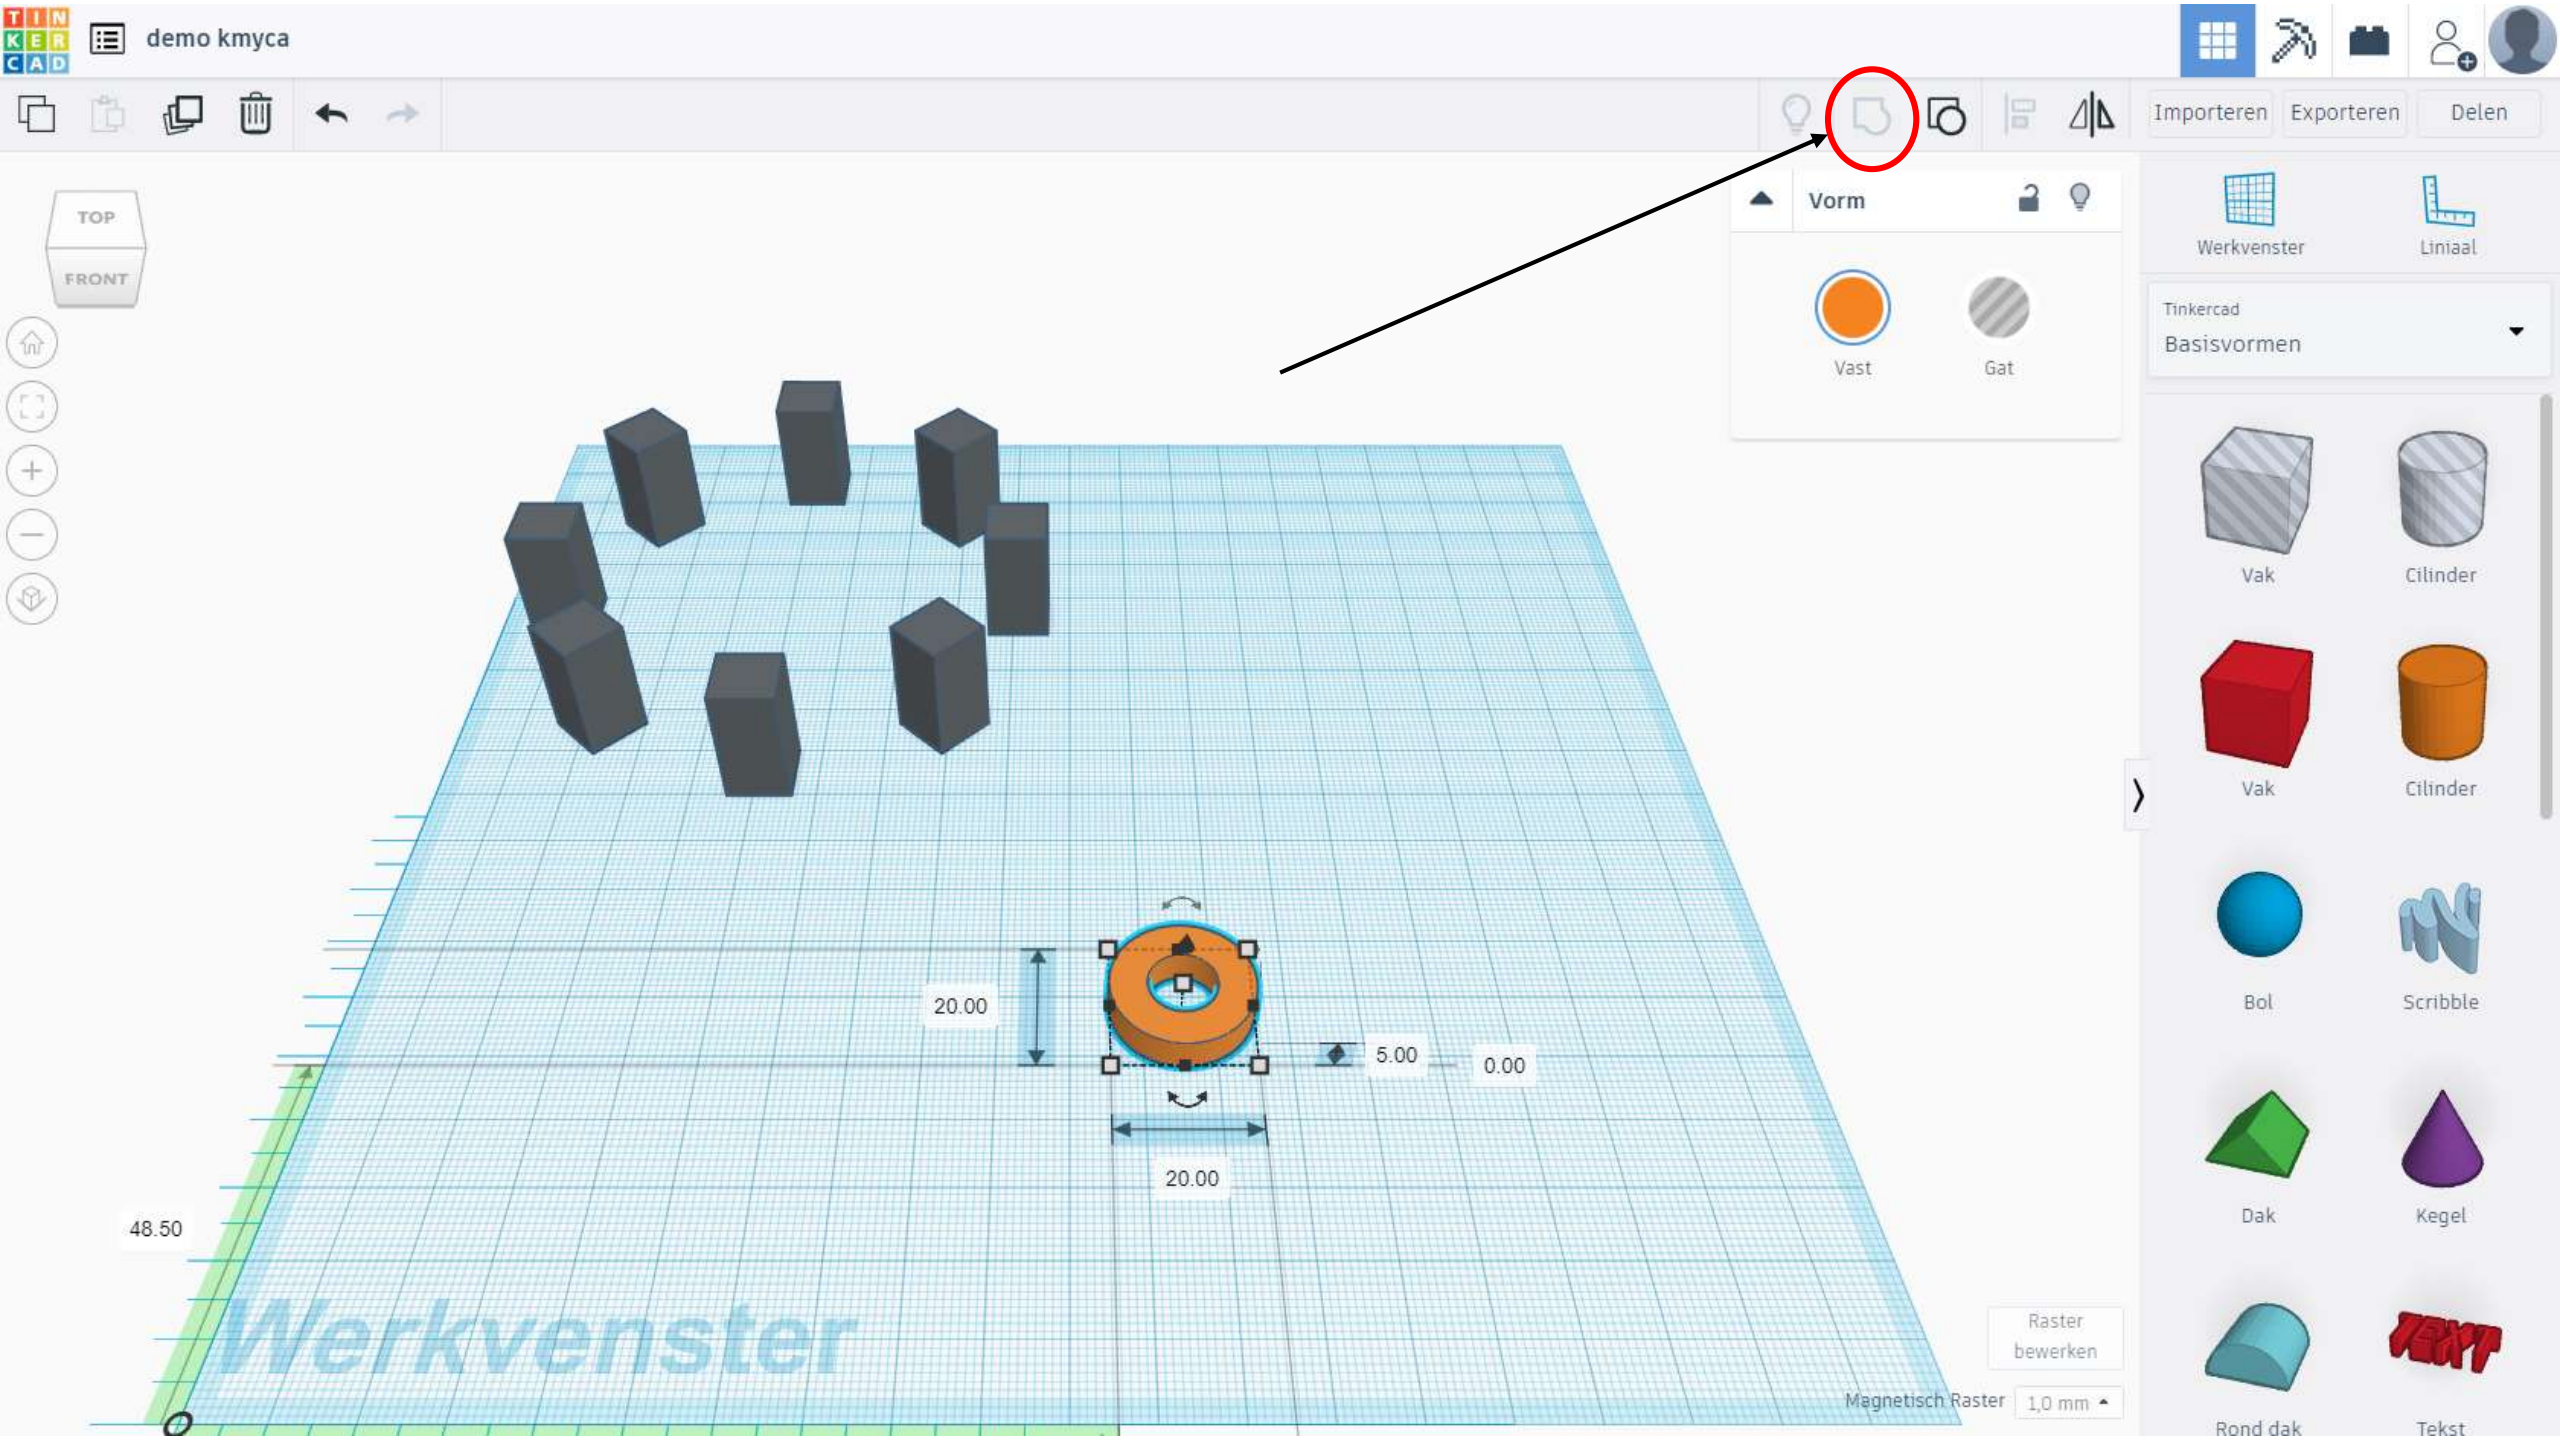 TIN
KER
CAD
demo kmyca
Importeren
Exporteren
Delen
TOP
FRONT
Vorm
Vast
Gat
Werkvenster
Liniaal
Tinkercad
Basisvormen
Vak
Cilinder
Vak
Cilinder
Bol
Scribble
Dak
Kegel
Rond dak
TEXT
Tekst
20.00
5.00
0.00
20.00
48.50
Werkvenster
Raster
bewerken
Magnetisch Raster
1,0 mm